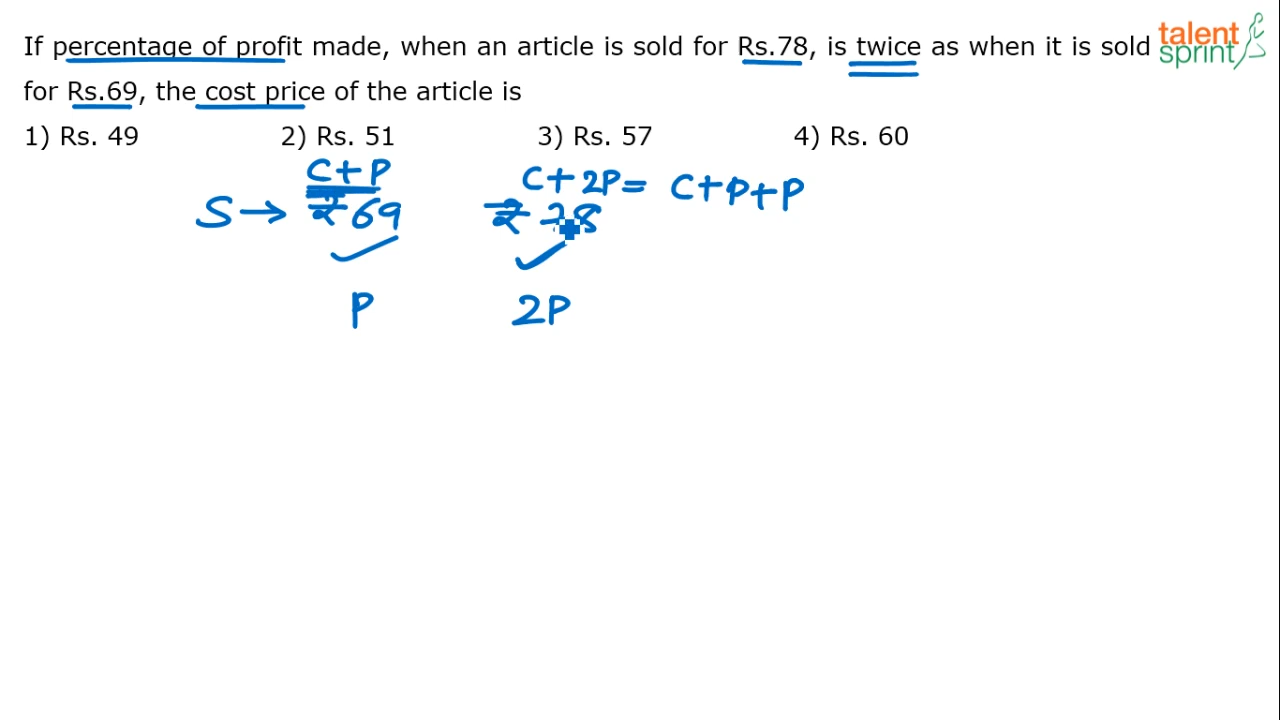 If percentage of profit made, when an article is sold for Rs.78, is twice as when it is sold
talent
sprint
for Rs.69, the cost price of the article is
1) Rs. 49 2) Rs. 51 3) Rs. 57 4) Rs. 60
C+P C+2P= C+P+P
S→ ₹69 ₹78
P 2P